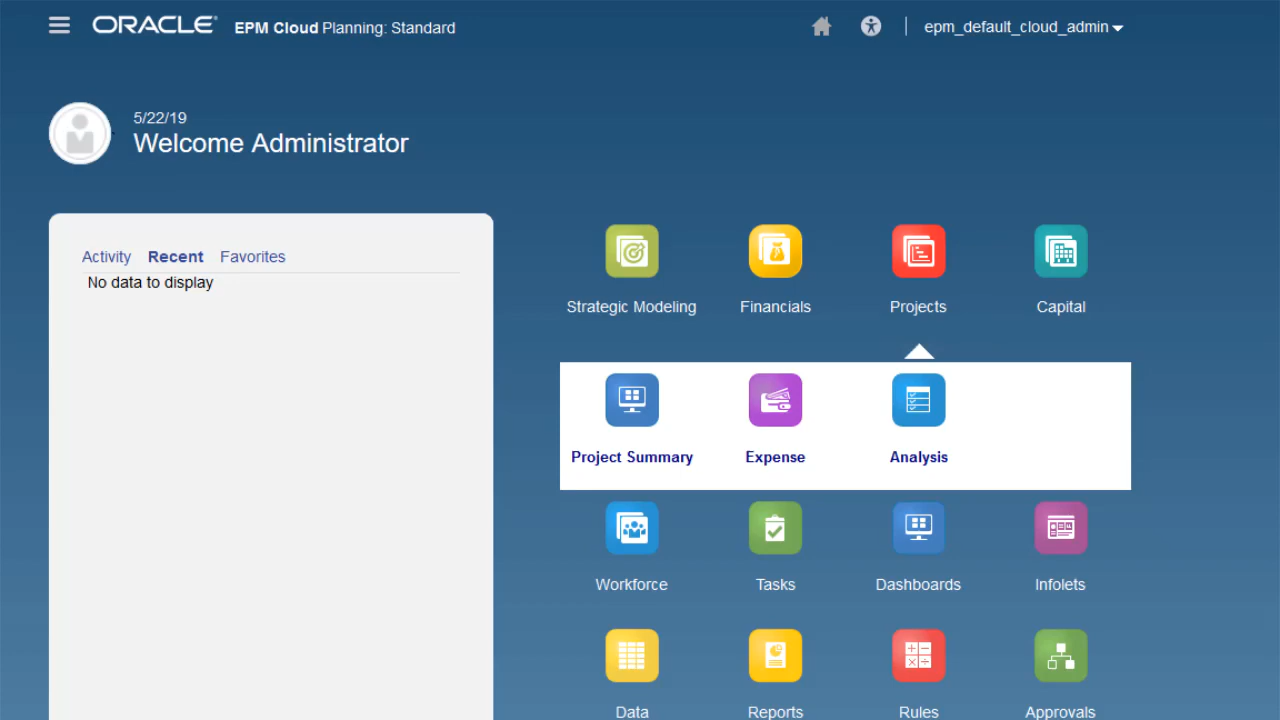 ORACLE® EPM Cloud Planning: Standard
epm_default_cloud_admin
5/22/19
Welcome Administrator
Activity Recent Favorites
No data to display
Strategic Modeling Financials Projects Capital
Project Summary Expense Analysis
Workforce Tasks Dashboards Infolets
Data Reports Rules Approvals